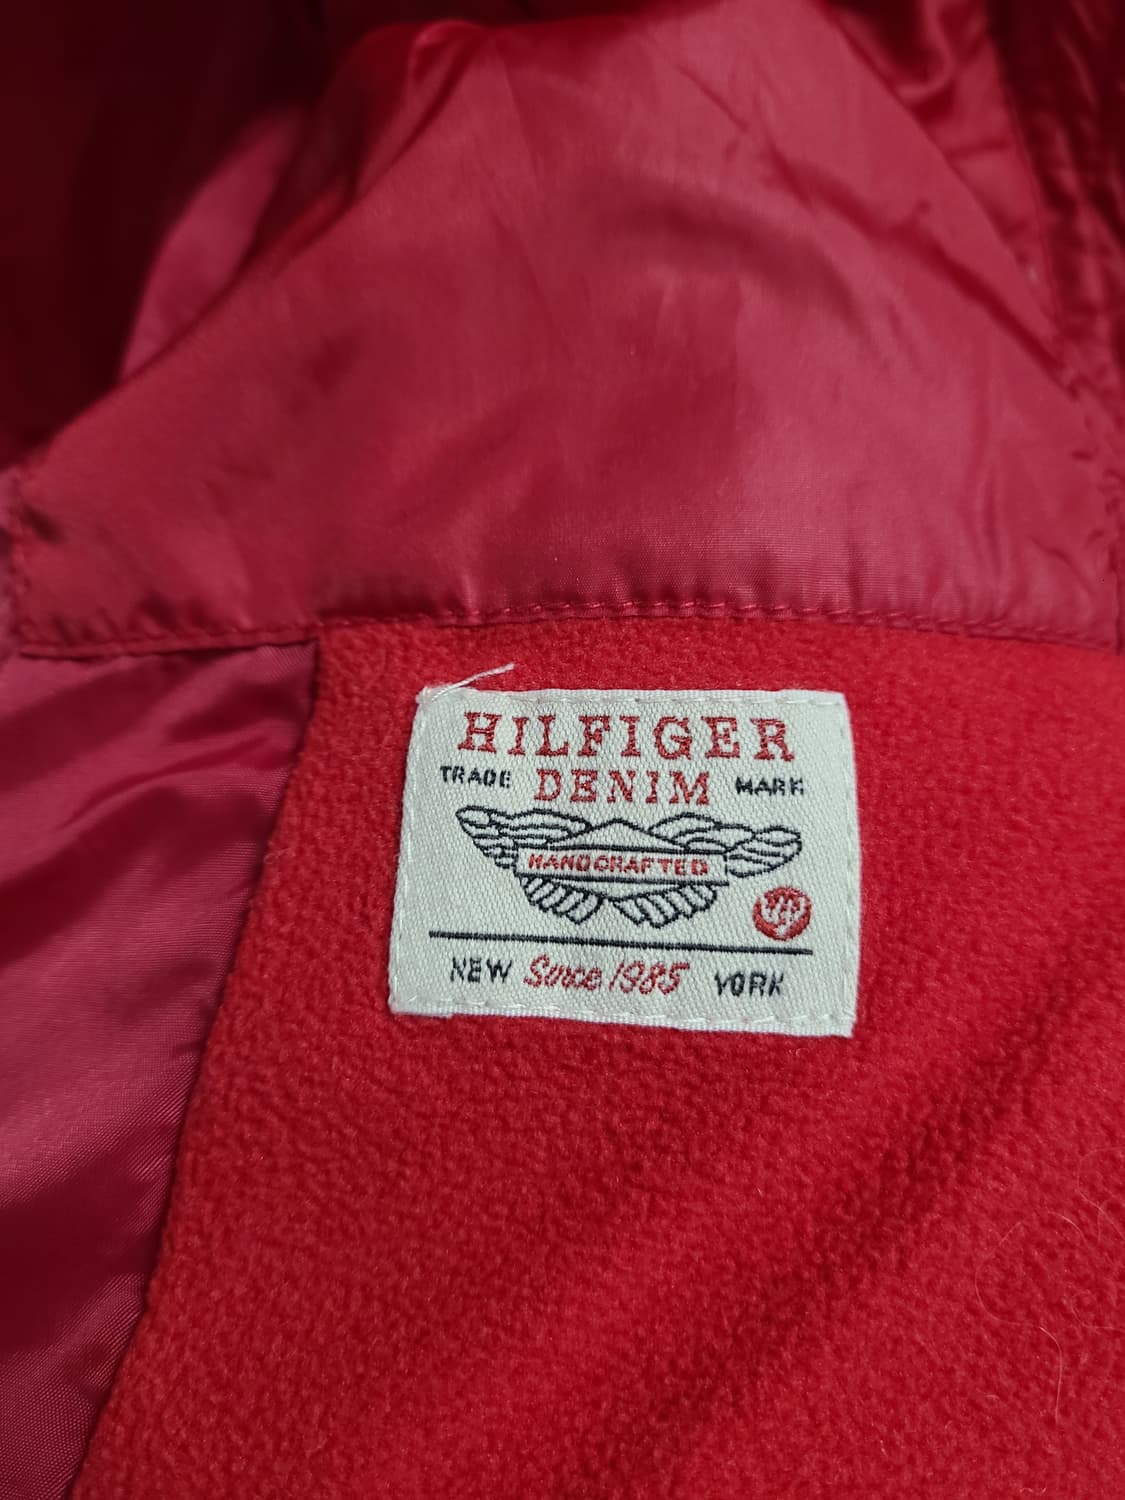 HILFIGER
TRADE DENIM MARK
HANDCRAFTED
NEW Since 1985 YORK